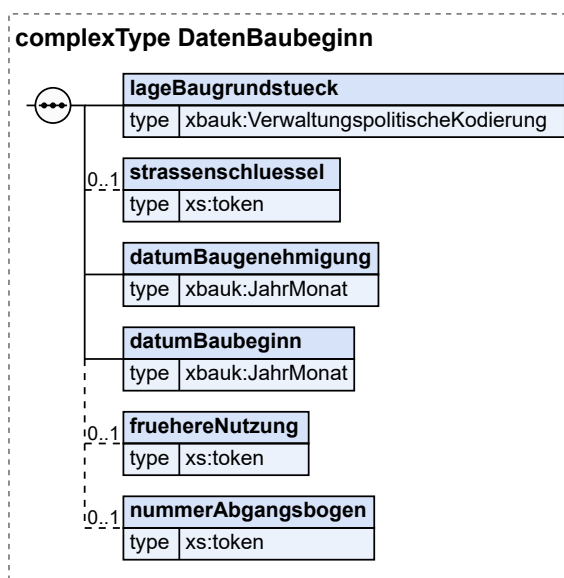 complexType DatenBaubeginn
lageBaugrundstueck
type xbauk:VerwaltungspolitischeKodierung
0..1 strassenschluessel
type xs:token
datumBaugenehmigung
type xbauk:JahrMonat
datumBaubeginn
type xbauk:JahrMonat
0..1 fruehereNutzung
type xs:token
0..1 nummerAbgangsbogen
type xs:token